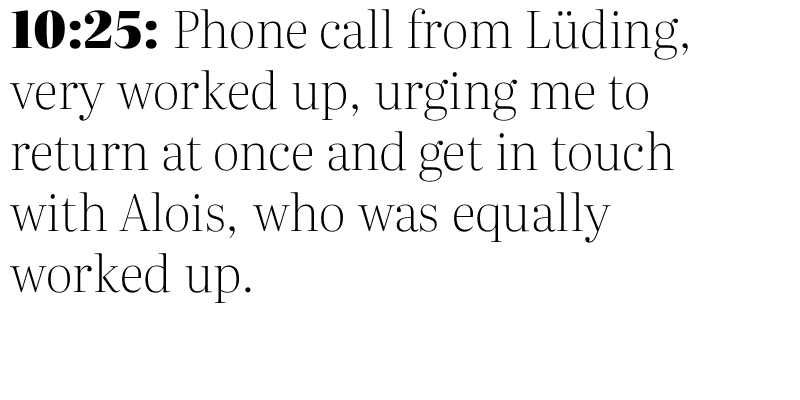 10:25: Phone call from Lüding,
very worked up, urging me to
return at once and get in touch
with Alois, who was equally
worked up.